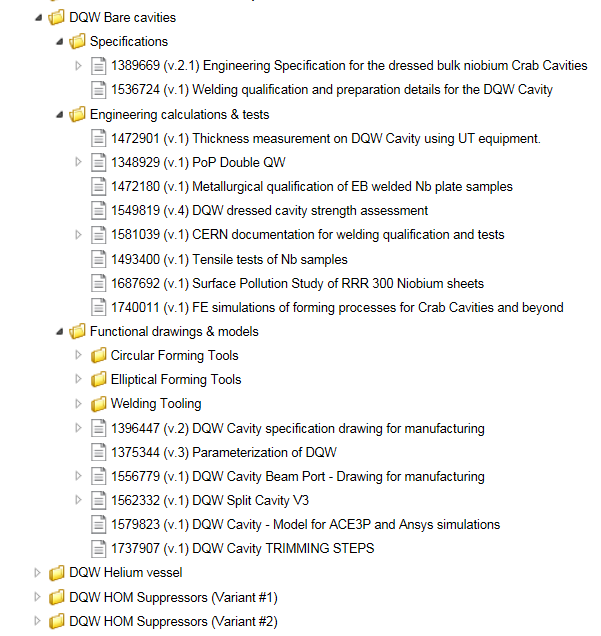 DQW Bare cavities
Specifications
1389669 (v.2.1) Engineering Specification for the dressed bulk niobium Crab Cavities
1536724 (v.1) Welding qualification and preparation details for the DQW Cavity
Engineering calculations & tests
1472901 (v.1) Thickness measurement on DQW Cavity using UT equipment.
1348929 (v.1) PoP Double QW
1472180 (v.1) Metallurgical qualification of EB welded Nb plate samples
1549819 (v.4) DQW dressed cavity strength assessment
1581039 (v.1) CERN documentation for welding qualification and tests
1493400 (v.1) Tensile tests of Nb samples
1687692 (v.1) Surface Pollution Study of RRR 300 Niobium sheets
1740011 (v.1) FE simulations of forming processes for Crab Cavities and beyond
Functional drawings & models
Circular Forming Tools
Elliptical Forming Tools
Welding Tooling
1396447 (v.2) DQW Cavity specification drawing for manufacturing
1375344 (v.3) Parameterization of DQW
1556779 (v.1) DQW Cavity Beam Port - Drawing for manufacturing
1562332 (v.1) DQW Split Cavity V3
1579823 (v.1) DQW Cavity - Model for ACE3P and Ansys simulations
1737907 (v.1) DQW Cavity TRIMMING STEPS
DQW Helium vessel
DQW HOM Suppressors (Variant #1)
DQW HOM Suppressors (Variant #2)